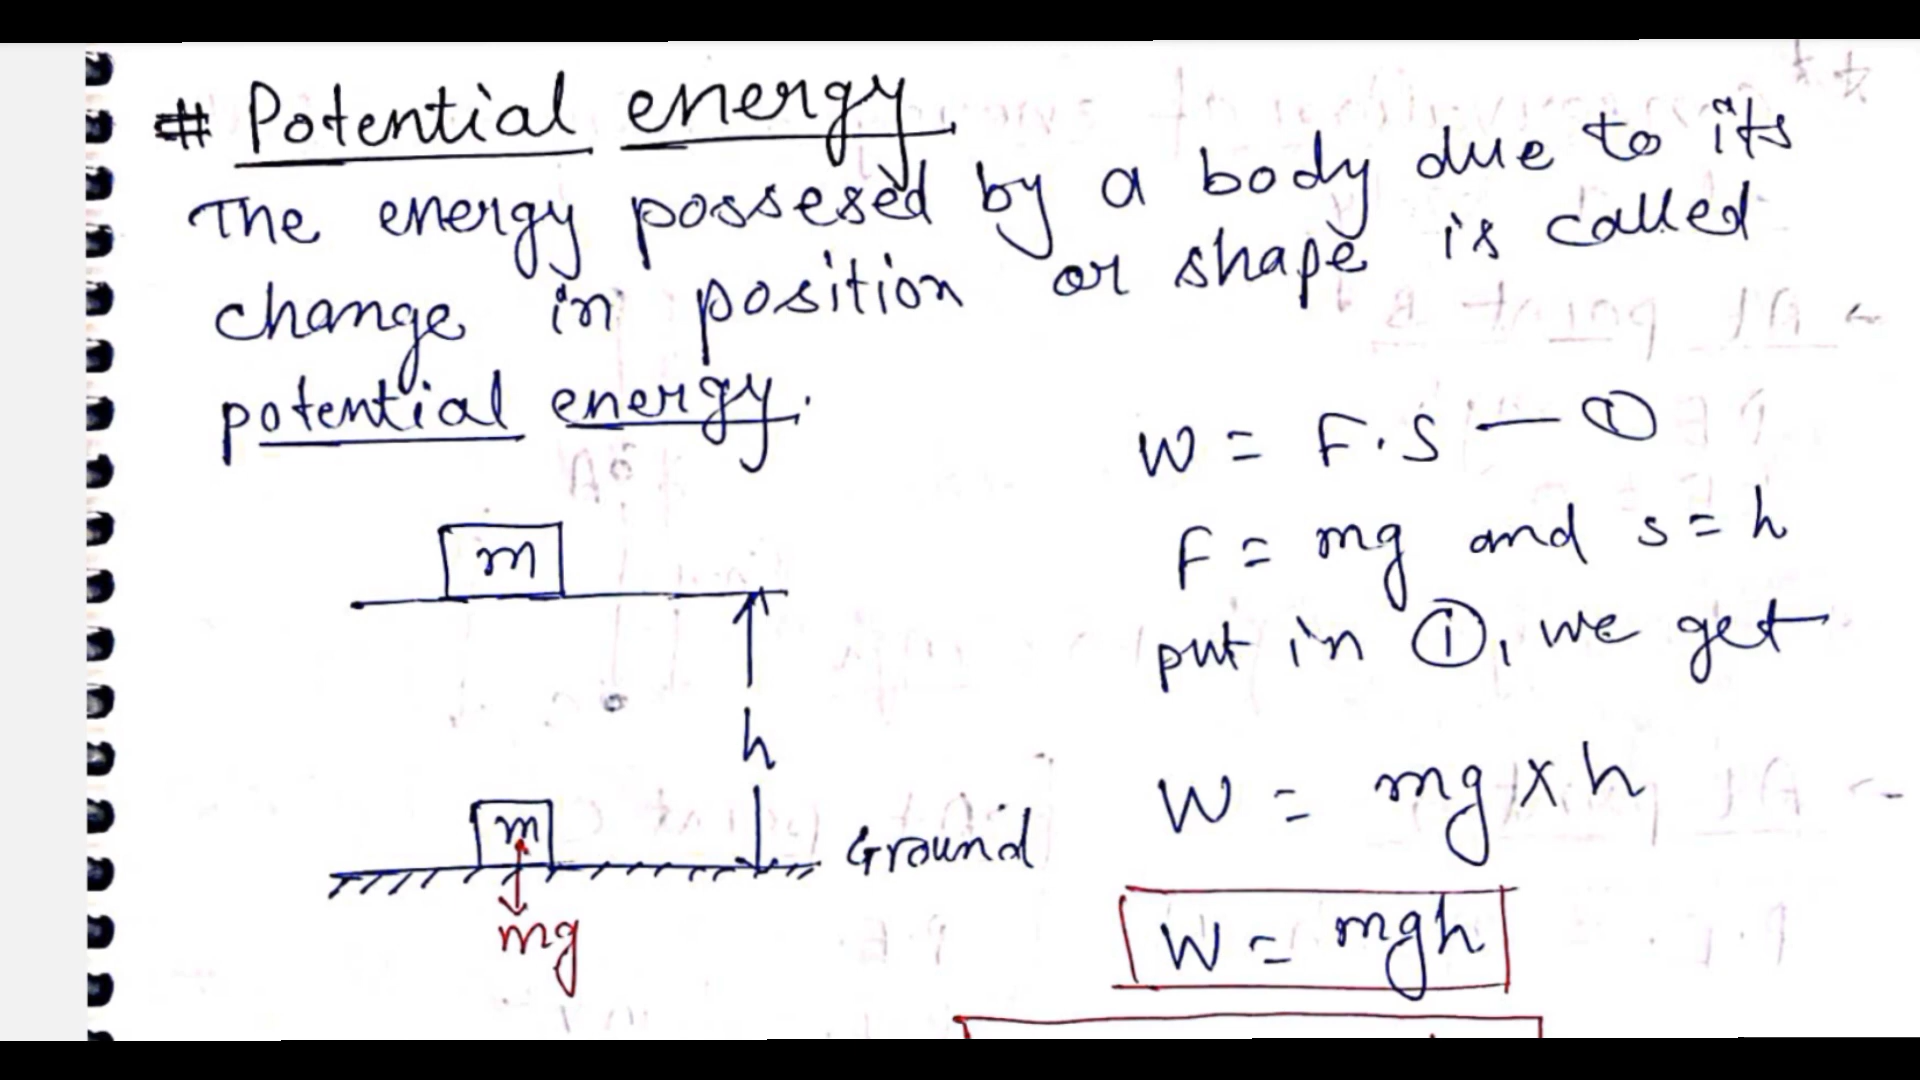 # Potential energy
The energy possesed by a body due to its
change in position or shape is called
potential energy.
W = F.S — ①
F = mg and s = h
put in ①, we get
W = mg x h
W = mgh
m
h
m
Ground
mg